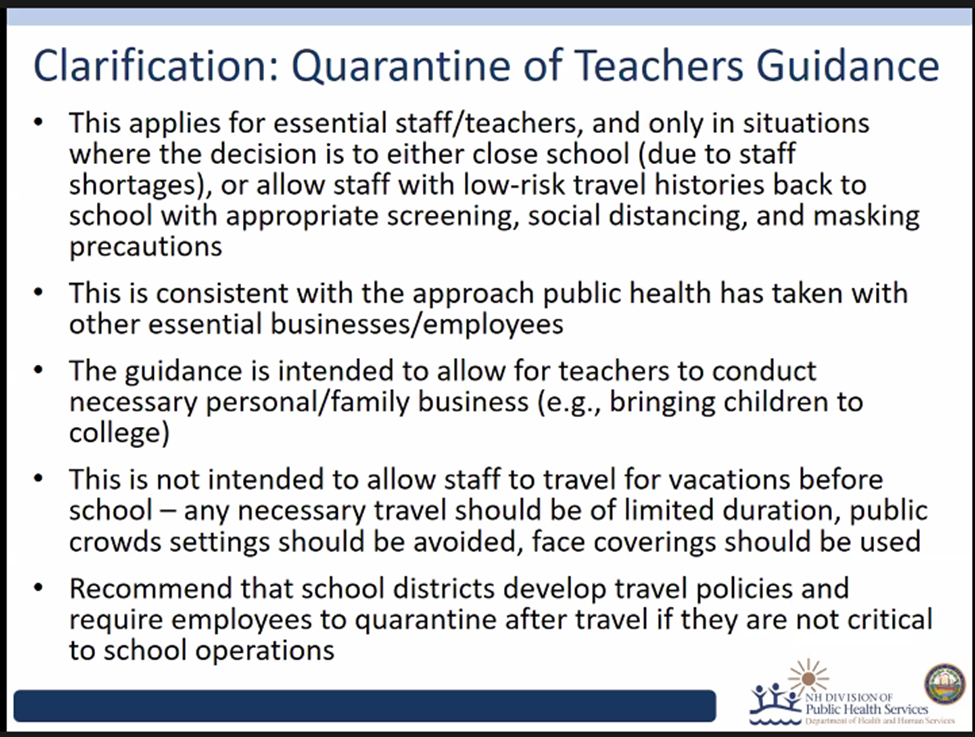 Clarification: Quarantine of Teachers Guidance
• This applies for essential staff/teachers, and only in situations
where the decision is to either close school (due to staff
shortages), or allow staff with low-risk travel histories back to
school with appropriate screening, social distancing, and masking
precautions
• This is consistent with the approach public health has taken with
other essential businesses/employees
• The guidance is intended to allow for teachers to conduct
necessary personal/family business (e.g., bringing children to
college)
• This is not intended to allow staff to travel for vacations before
school – any necessary travel should be of limited duration, public
crowds settings should be avoided, face coverings should be used
• Recommend that school districts develop travel policies and
require employees to quarantine after travel if they are not critical
to school operations
NH DIVISION OF
Public Health Services
Department of Health and Human Services